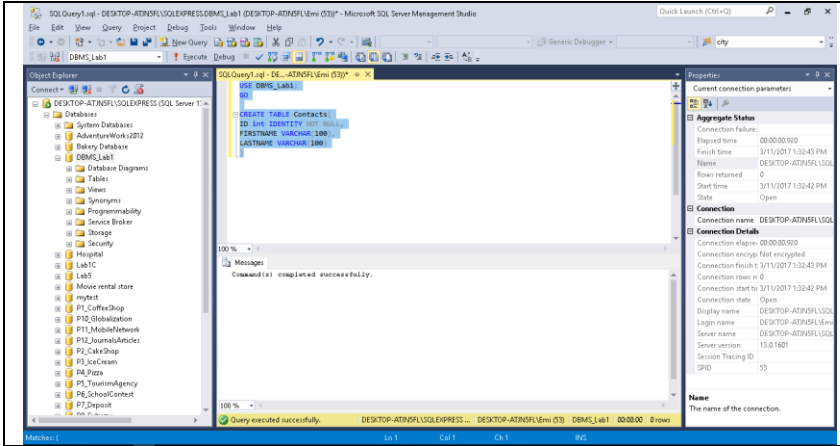 SQLQuery1.sql - DESKTOP-ATJN5FL\SQLEXPRESS.DBMS_Lab1 (DESKTOP-ATJN5FL\Emi (53))* - Microsoft SQL Server Management Studio
Quick Launch (Ctrl+Q)
File Edit View Query Project Debug Tools Window Help
New Query
Generic Debugger
city
DBMS_Lab1
Execute Debug
Object Explorer
Connect
DESKTOP-ATJN5FL\SQLEXPRESS (SQL Server 1
Databases
System Databases
AdventureWorks2012
Bakery Database
DBMS_Lab1
Database Diagrams
Tables
Views
Synonyms
Programmability
Service Broker
Storage
Security
Hospital
Lab1C
Lab5
Movie rental store
mytest
P1_CoffeeShop
P10_Globalization
P11_MobileNetwork
P12_JournalsArticles
P2_CakeShop
P3_IceCream
P4_Pizza
P5_TourismAgency
P6_SchoolContest
P7_Deposit
SQLQuery1.sql - DE...-ATJN5FL\Emi (53))*
USE DBMS_Lab1;
GO
CREATE TABLE Contacts(
ID int IDENTITY NOT NULL,
FIRSTNAME VARCHAR(100),
LASTNAME VARCHAR(100)
)
100 %
Messages
Command(s) completed successfully.
100 %
Query executed successfully.
DESKTOP-ATJN5FL\SQLEXPRESS ...
DESKTOP-ATJN5FL\Emi (53)
DBMS_Lab1
00:00:00
0 rows
Properties
Current connection parameters
Aggregate Status
Connection failure:
Elapsed time 00:00:00.920
Finish time 3/11/2017 1:32:43 PM
Name DESKTOP-ATJN5FL\SQL
Rows returned 0
Start time 3/11/2017 1:32:42 PM
State Open
Connection
Connection name DESKTOP-ATJN5FL\SQL
Connection Details
Connection elapse 00:00:00.920
Connection encryp Not encrypted
Connection finish t 3/11/2017 1:32:43 PM
Connection rows r 0
Connection start ti 3/11/2017 1:32:42 PM
Connection state Open
Display name DESKTOP-ATJN5FL\SQL
Login name DESKTOP-ATJN5FL\Emi
Server name DESKTOP-ATJN5FL\SQL
Server version 13.0.1601
Session Tracing ID
SPID 53
Name
The name of the connection.
Matches: (
Ln 1
Col 1
Ch 1
INS